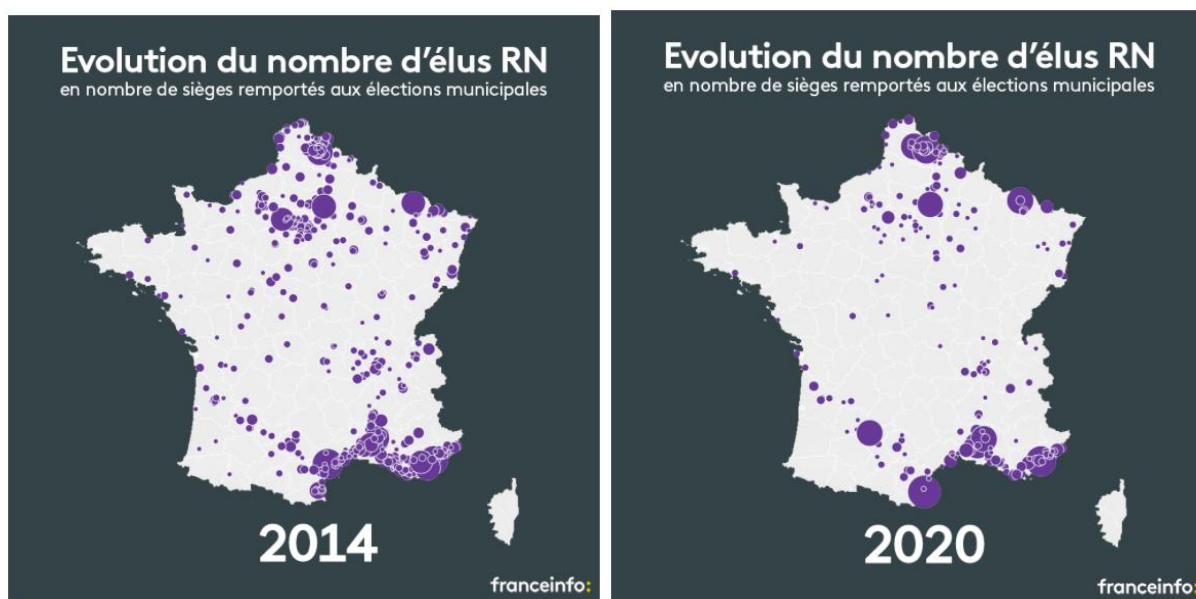 Evolution du nombre d'élus RN
en nombre de sièges remportés aux élections municipales
2014
franceinfo:
Evolution du nombre d'élus RN
en nombre de sièges remportés aux élections municipales
2020
franceinfo: